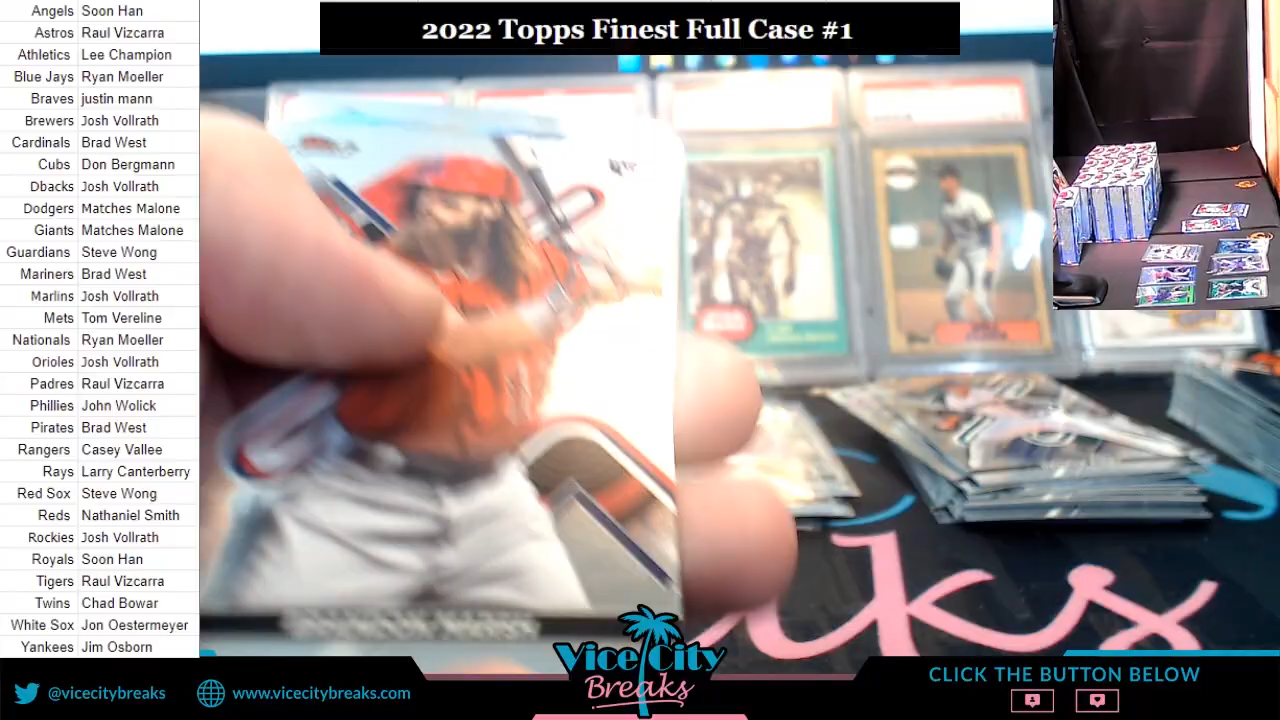 2022 Topps Finest Full Case #1
Angels Soon Han
Astros Raul Vizcarra
Athletics Lee Champion
Blue Jays Ryan Moeller
Braves justin mann
Brewers Josh Vollrath
Cardinals Brad West
Cubs Don Bergmann
Dbacks Josh Vollrath
Dodgers Matches Malone
Giants Matches Malone
Guardians Steve Wong
Mariners Brad West
Marlins Josh Vollrath
Mets Tom Vereline
Nationals Ryan Moeller
Orioles Josh Vollrath
Padres Raul Vizcarra
Phillies John Wolick
Pirates Brad West
Rangers Casey Vallee
Rays Larry Canterberry
Red Sox Steve Wong
Reds Nathaniel Smith
Rockies Josh Vollrath
Royals Soon Han
Tigers Raul Vizcarra
Twins Chad Bowar
White Sox Jon Oestermeyer
Yankees Jim Osborn
@vicecitybreaks
www.vicecitybreaks.com
Vice City
Breaks
CLICK THE BUTTON BELOW